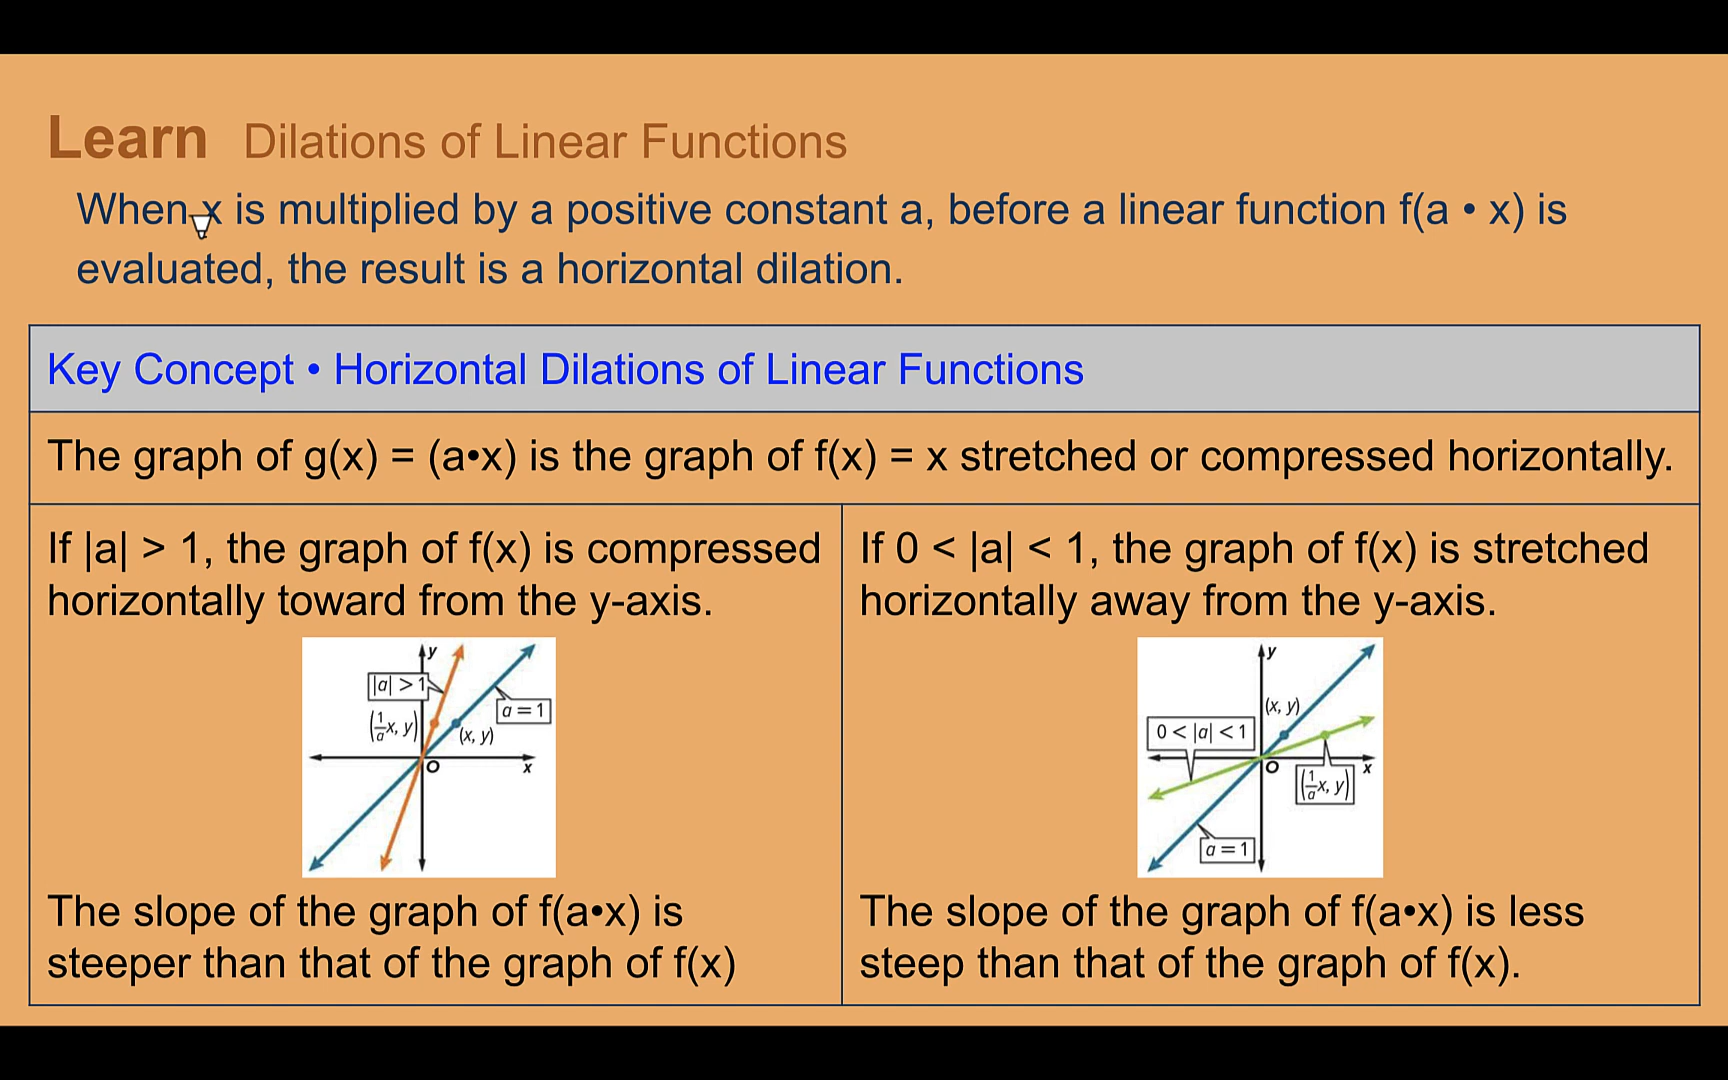 Learn Dilations of Linear Functions
When x is multiplied by a positive constant a, before a linear function f(a • x) is
evaluated, the result is a horizontal dilation.
Key Concept • Horizontal Dilations of Linear Functions
The graph of g(x) = (a•x) is the graph of f(x) = x stretched or compressed horizontally.
If |a| > 1, the graph of f(x) is compressed
horizontally toward from the y-axis.
y
|a| > 1
a = 1
(1/a x, y)
(x, y)
O
x
The slope of the graph of f(a•x) is
steeper than that of the graph of f(x)
If 0 < |a| < 1, the graph of f(x) is stretched
horizontally away from the y-axis.
y
(x, y)
0 < |a| < 1
O
x
(1/a x, y)
a = 1
The slope of the graph of f(a•x) is less
steep than that of the graph of f(x).